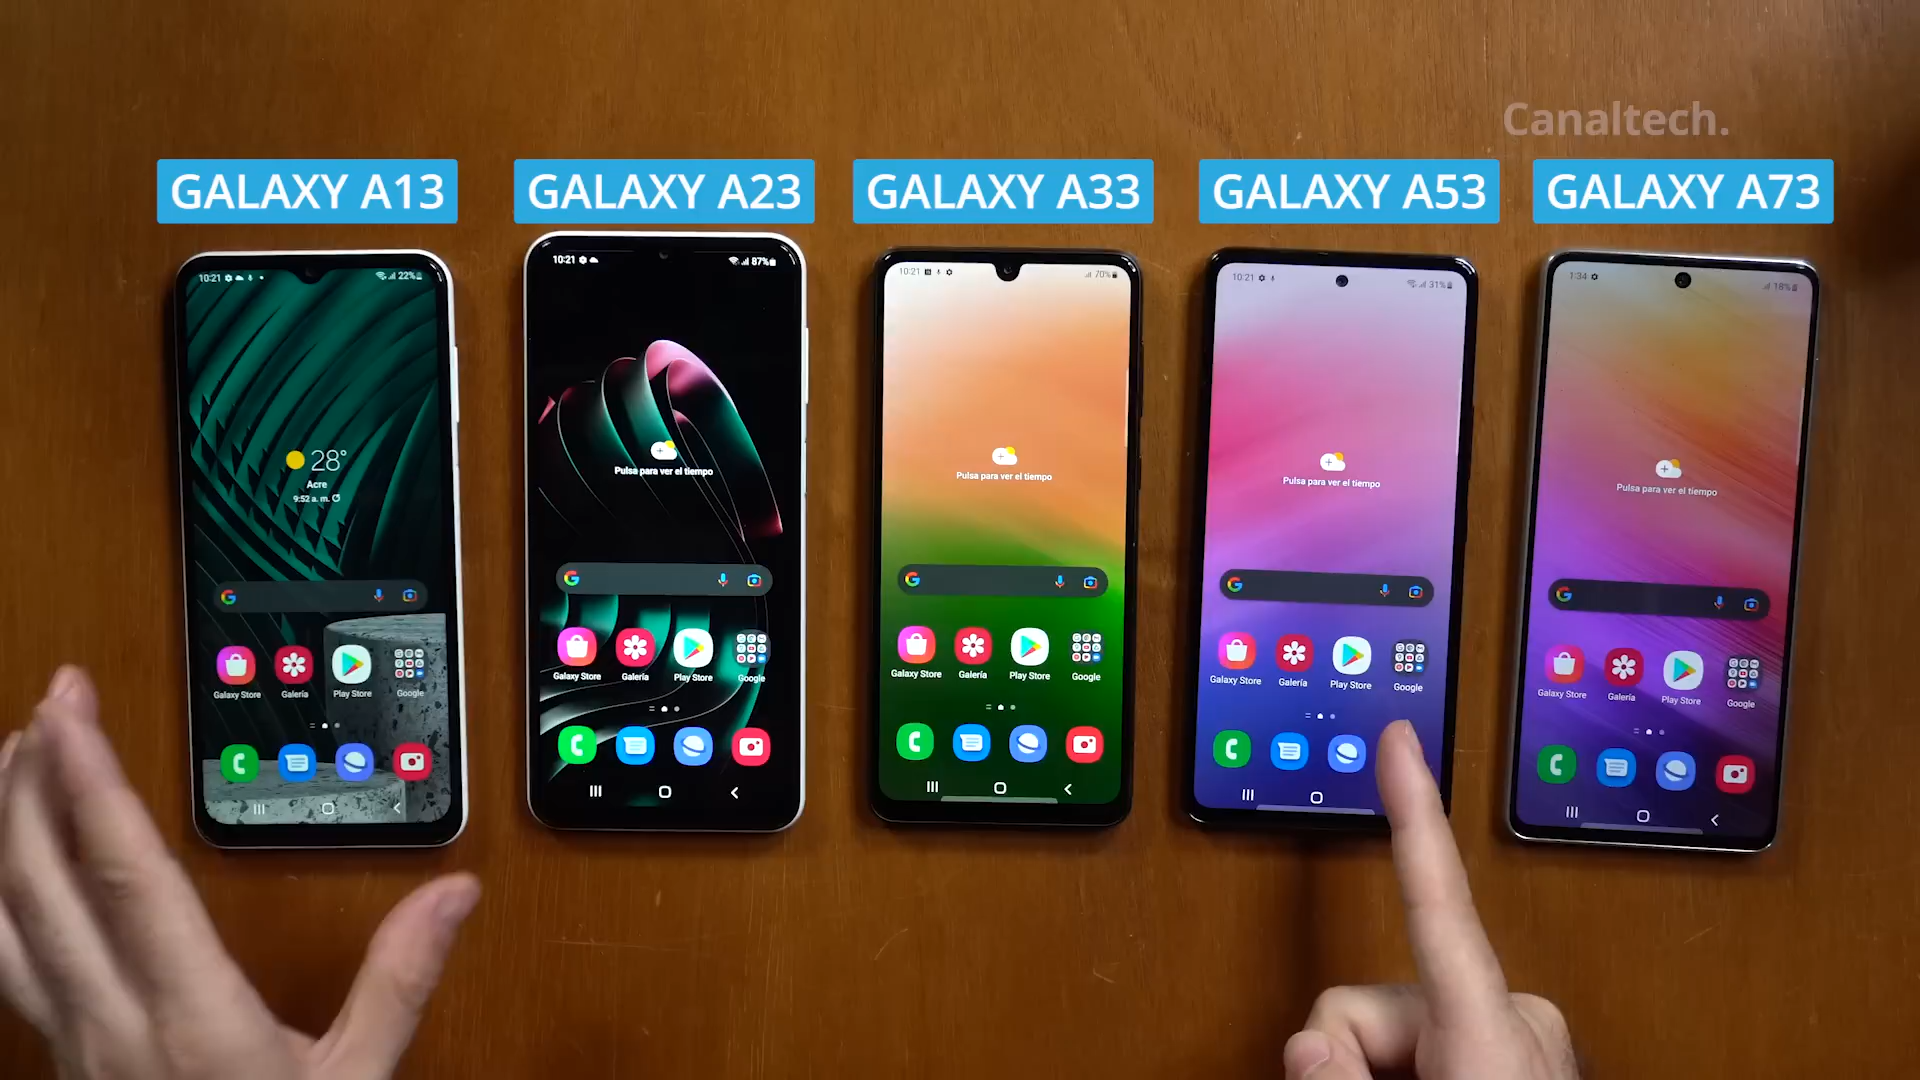 Canaltech.
GALAXY A13
GALAXY A23
GALAXY A33
GALAXY A53
GALAXY A73
10:21
22%
28°
Acre
9:52 a. m.
Galaxy Store
Galería
Play Store
Google
10:21
87%
Pulsa para ver el tiempo
Galaxy Store
Galería
Play Store
Google
10:21
70%
Pulsa para ver el tiempo
Galaxy Store
Galería
Play Store
Google
10:21
31%
Pulsa para ver el tiempo
Galaxy Store
Galería
Play Store
Google
1:34
18%
Pulsa para ver el tiempo
Galaxy Store
Galería
Play Store
Google